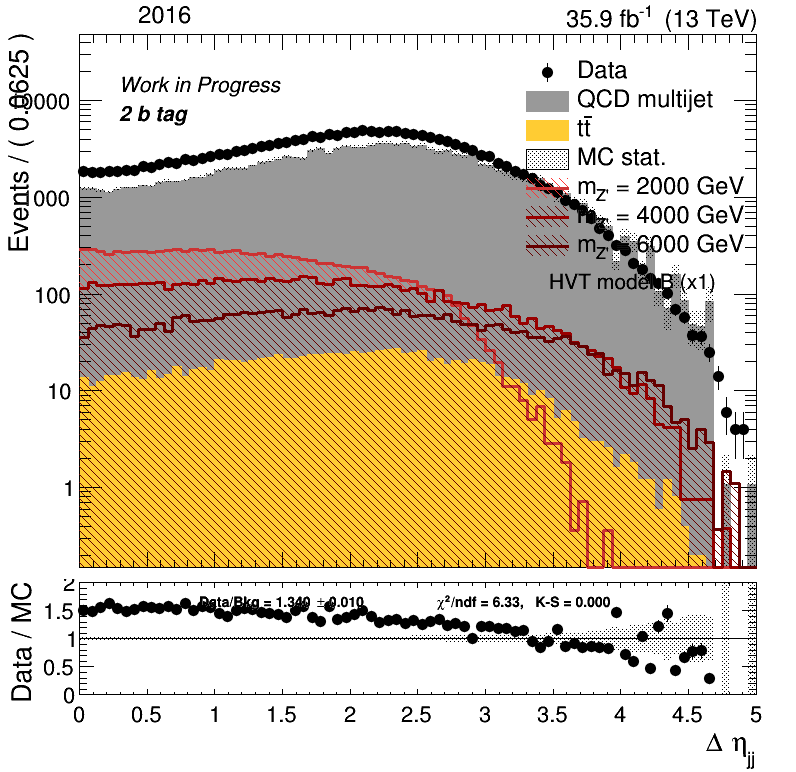 2016
35.9 fb⁻¹ (13 TeV)
Work in Progress
2 b tag
Data
QCD multijet
tt̄
MC stat.
m_Z' = 2000 GeV
m_Z' = 4000 GeV
m_Z' = 6000 GeV
HVT model B (x1)
Events / ( 0.0625 )
10000
1000
100
10
1
Data/Bkg = 1.340 ± 0.010
χ²/ndf = 6.33, K-S = 0.000
Data / MC
2
1.5
1
0.5
0
0 0.5 1 1.5 2 2.5 3 3.5 4 4.5 5
Δ η_jj